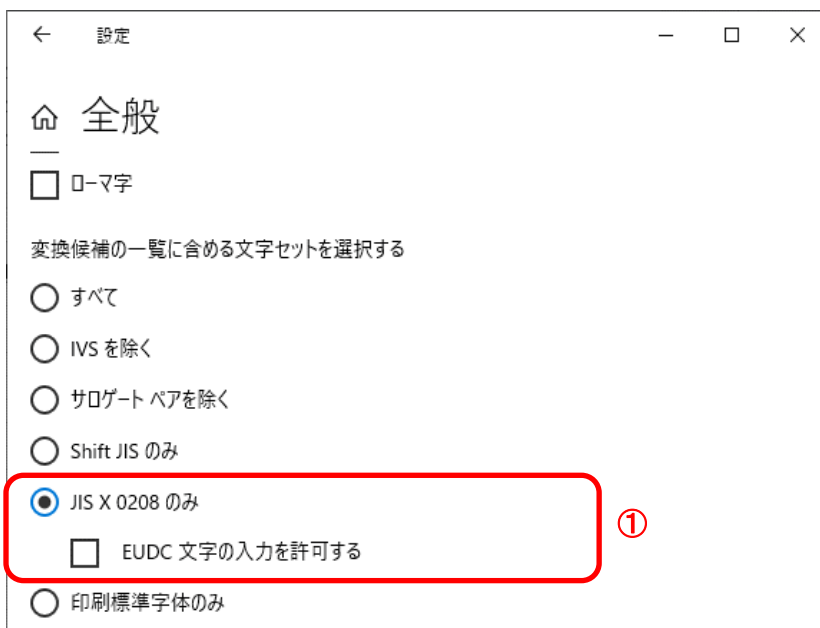 設定
全般
ローマ字
変換候補の一覧に含める文字セットを選択する
すべて
IVS を除く
サロゲート ペアを除く
Shift JIS のみ
JIS X 0208 のみ
①
EUDC 文字の入力を許可する
印刷標準字体のみ